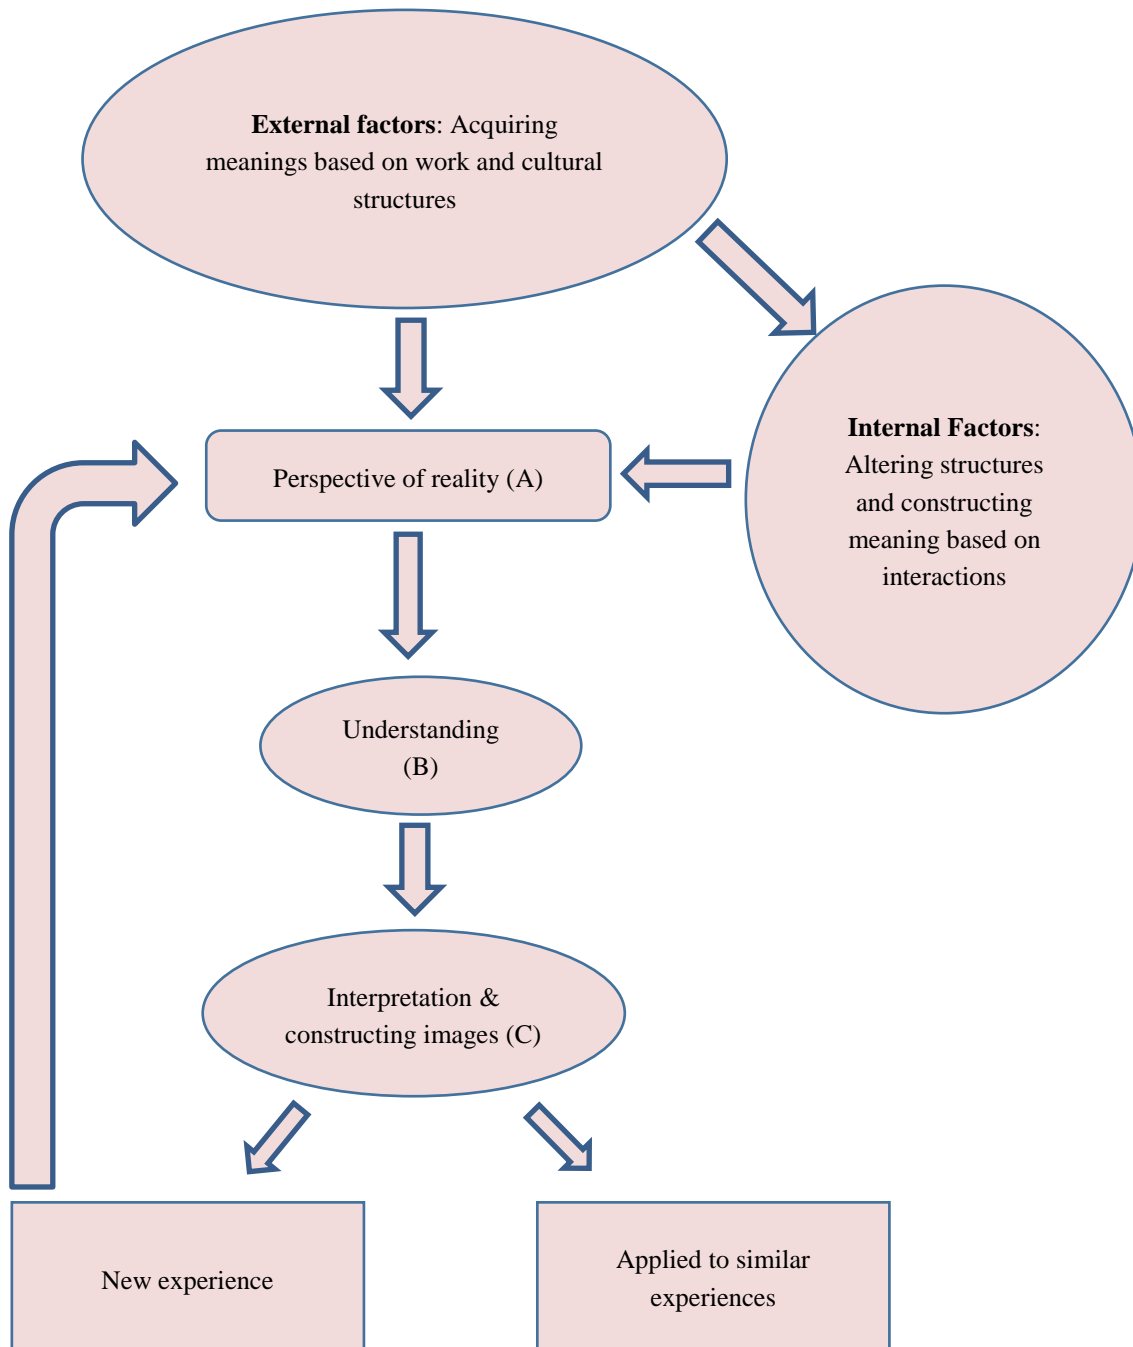 External factors: Acquiring
meanings based on work and cultural
structures
Internal Factors:
Altering structures
and constructing
meaning based on
interactions
Perspective of reality (A)
Understanding
(B)
Interpretation &
constructing images (C)
New experience
Applied to similar
experiences